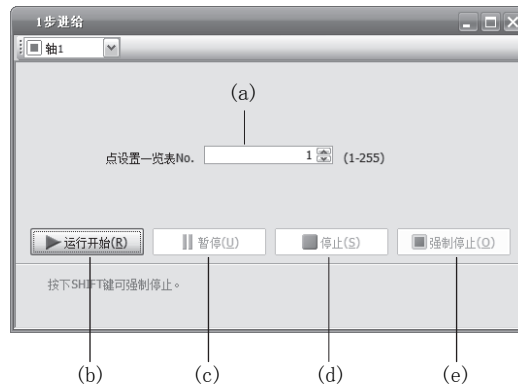 1步进给
轴1
(a)
点设置一览表No. 1 (1-255)
运行开始(R) 暂停(U) 停止(S) 强制停止(O)
按下SHIFT键可强制停止。
(b) (c) (d) (e)